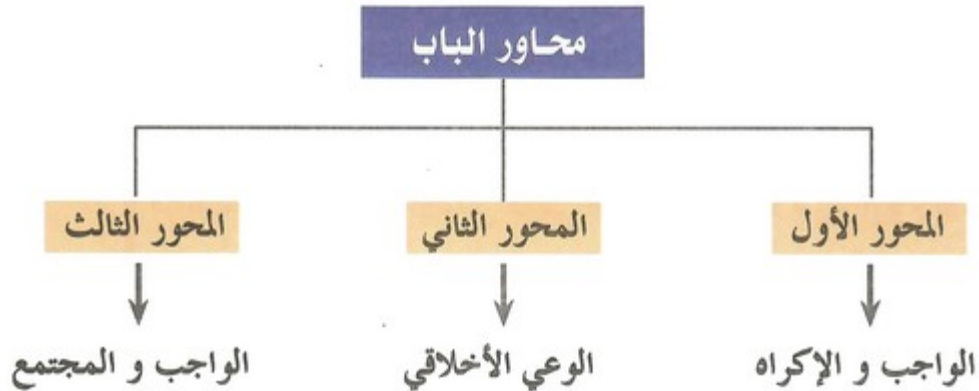 محاور الباب
المحور الأول
المحور الثاني
المحور الثالث
الواجب و الإكراه
الوعي الأخلاقي
الواجب و المجتمع